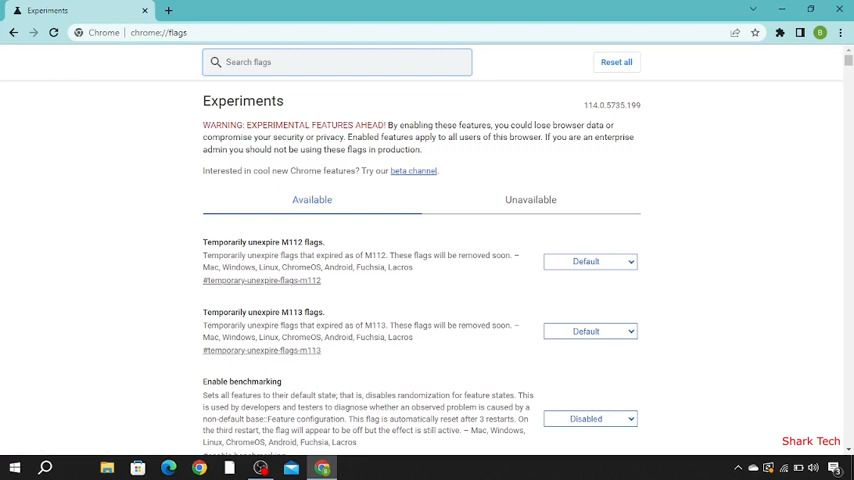 Experiments
Chrome | chrome://flags
B
Search flags
Reset all
Experiments
114.0.5735.199
WARNING: EXPERIMENTAL FEATURES AHEAD! By enabling these features, you could lose browser data or
compromise your security or privacy. Enabled features apply to all users of this browser. If you are an enterprise
admin you should not be using these flags in production.
Interested in cool new Chrome features? Try our beta channel.
Available
Unavailable
Temporarily unexpire M112 flags.
Temporarily unexpire flags that expired as of M112. These flags will be removed soon. –
Mac, Windows, Linux, ChromeOS, Android, Fuchsia, Lacros
#temporary-unexpire-flags-m112
Default
Temporarily unexpire M113 flags.
Temporarily unexpire flags that expired as of M113. These flags will be removed soon. –
Mac, Windows, Linux, ChromeOS, Android, Fuchsia, Lacros
#temporary-unexpire-flags-m113
Default
Enable benchmarking
Sets all features to their default state; that is, disables randomization for feature states. This
is used by developers and testers to diagnose whether an observed problem is caused by a
non-default base::Feature configuration. This flag is automatically reset after 3 restarts. On
the third restart, the flag will appear to be off but the effect is still active. – Mac, Windows,
Linux, ChromeOS, Android, Fuchsia, Lacros
Disabled
Shark Tech
3